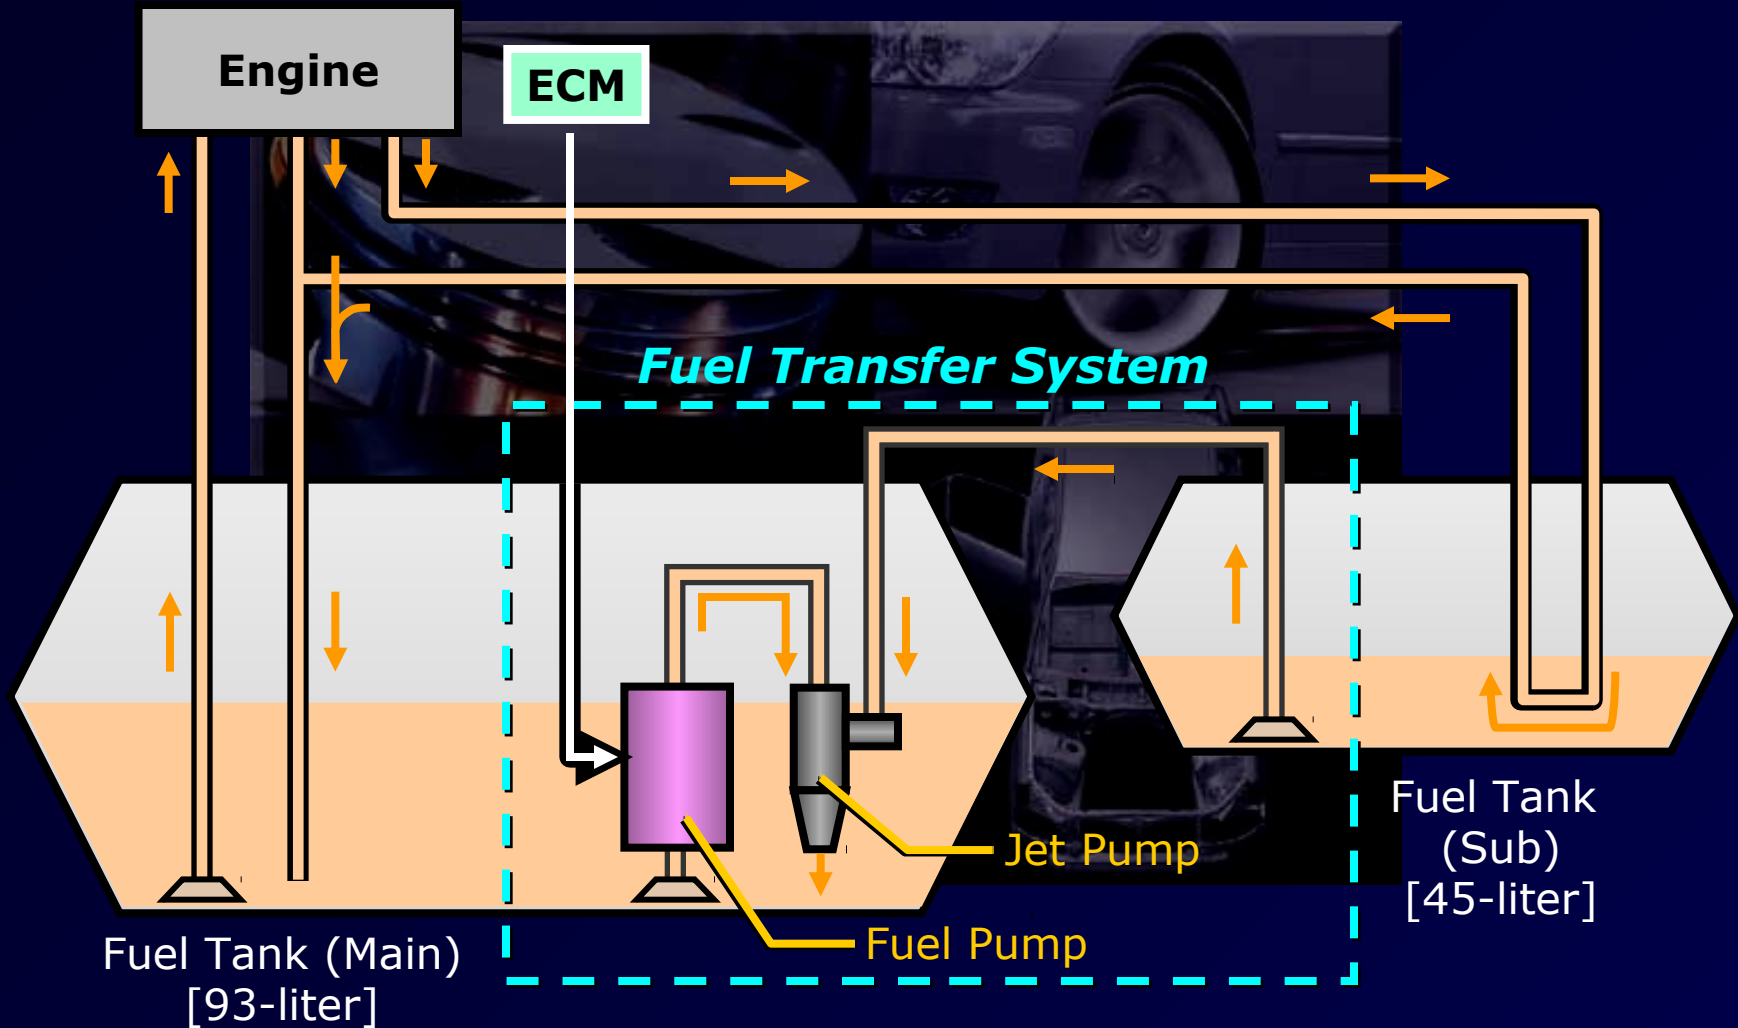 Engine
ECM
Fuel Transfer System
Jet Pump
Fuel Pump
Fuel Tank
(Sub)
[45-liter]
Fuel Tank (Main)
[93-liter]